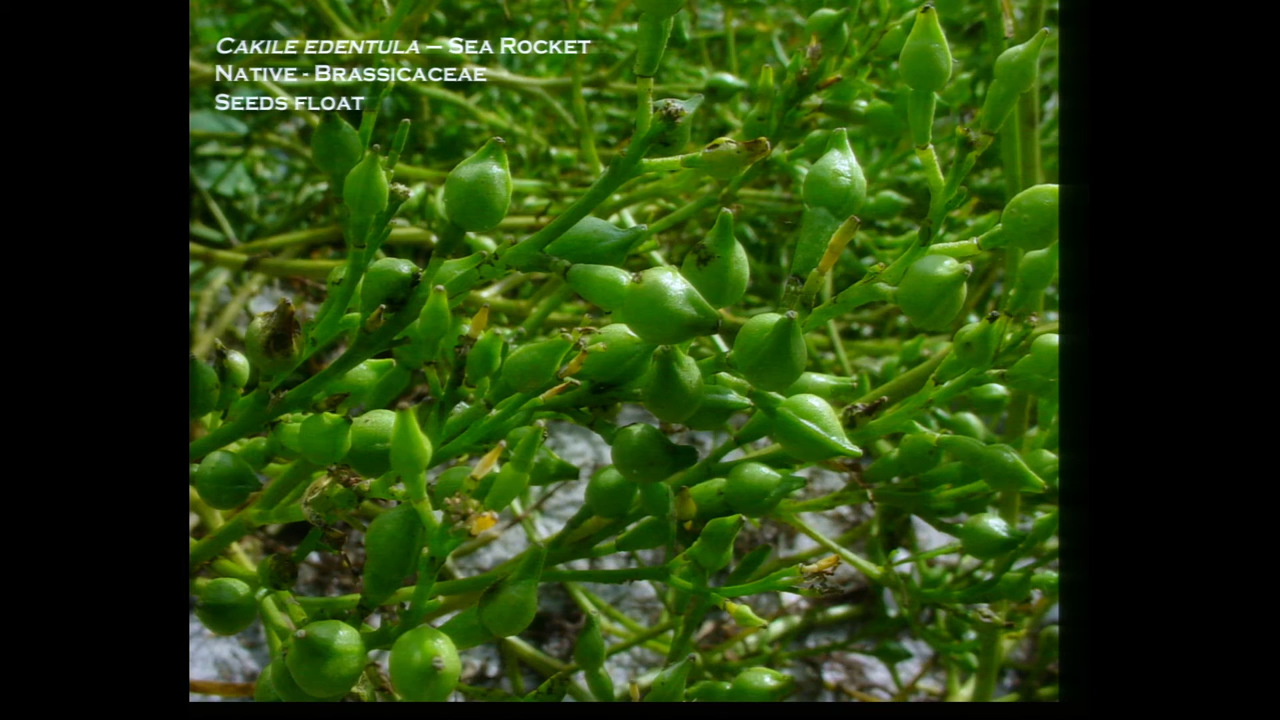 Cakile edentula – Sea Rocket
Native - Brassicaceae
Seeds float